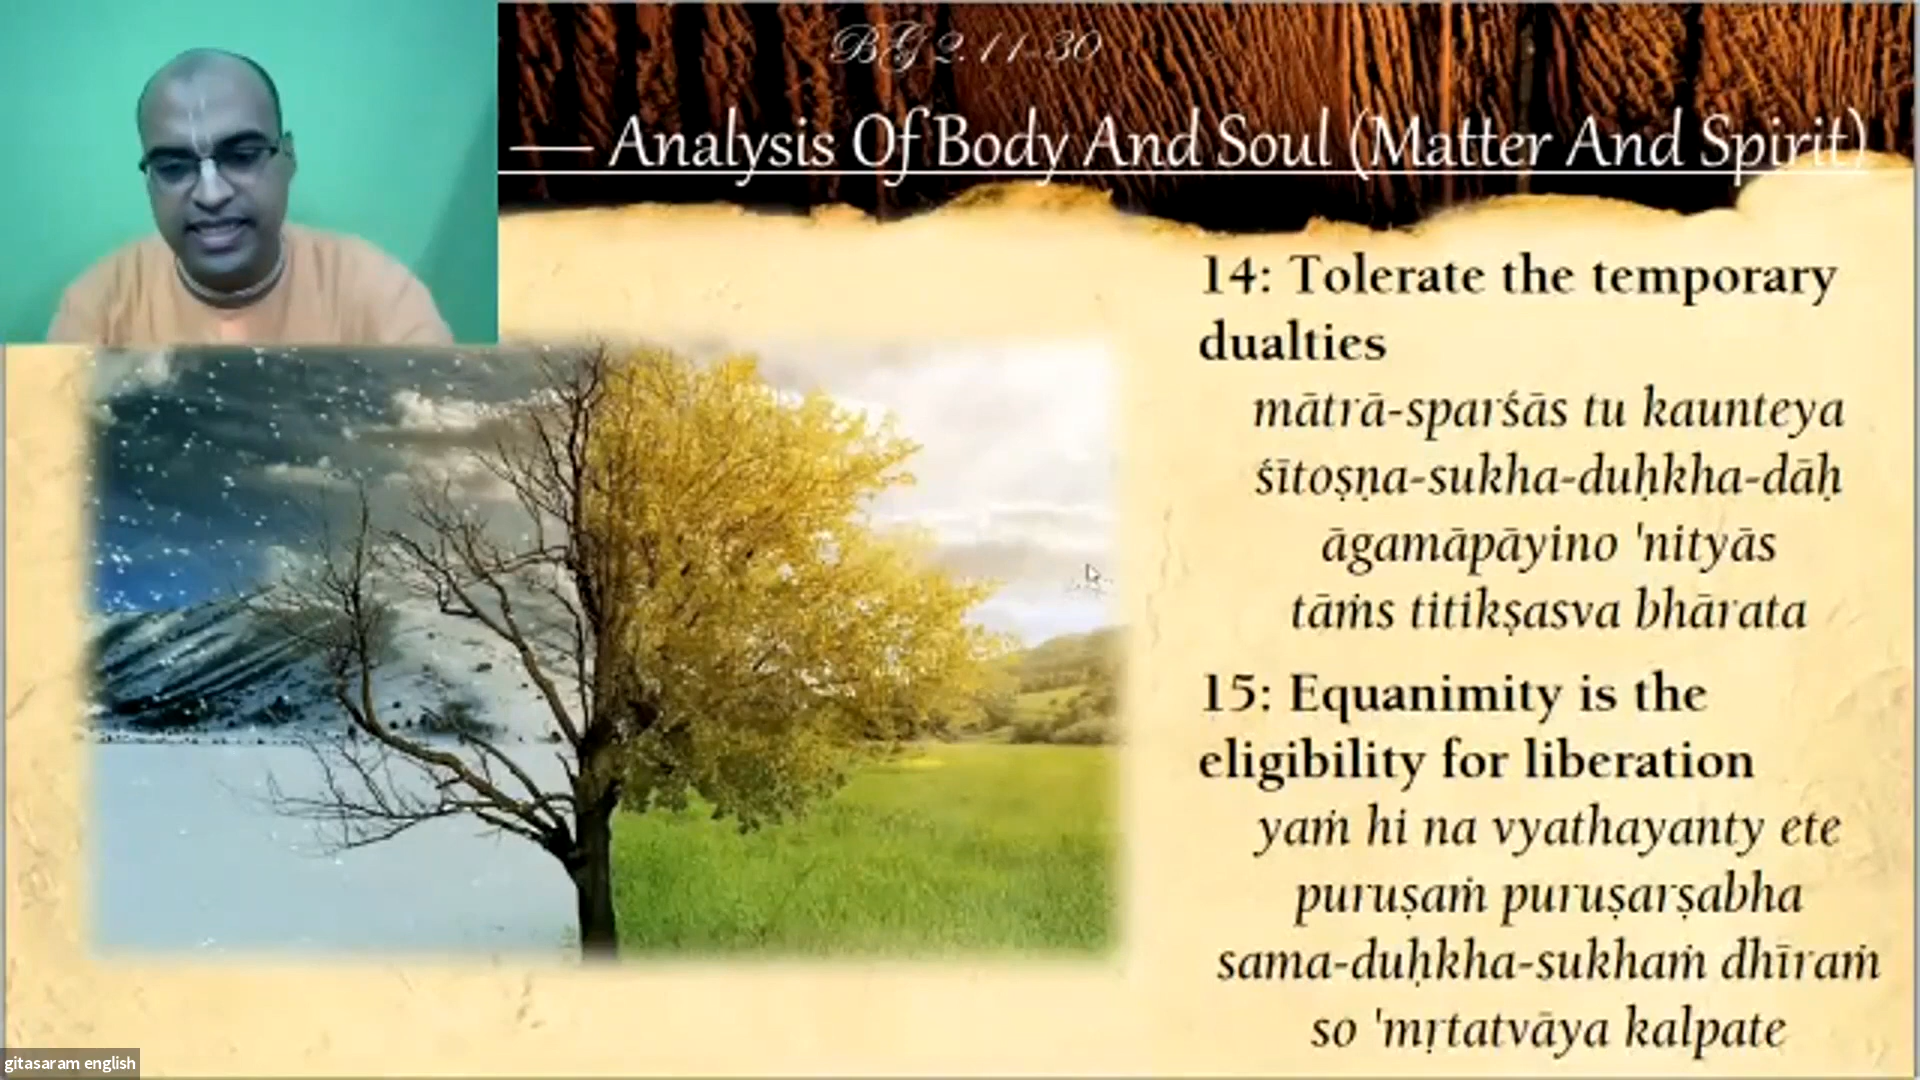 BG 2.11-30
Analysis Of Body And Soul (Matter And Spirit)
14: Tolerate the temporary
dualties
mātrā-sparśās tu kaunteya
śītoṣṇa-sukha-duḥkha-dāḥ
āgamāpāyino 'nityās
tāṁs titikṣasva bhārata
15: Equanimity is the
eligibility for liberation
yaṁ hi na vyathayanty ete
puruṣaṁ puruṣarṣabha
sama-duḥkha-sukhaṁ dhīraṁ
so 'mṛtatvāya kalpate
gitasaram english